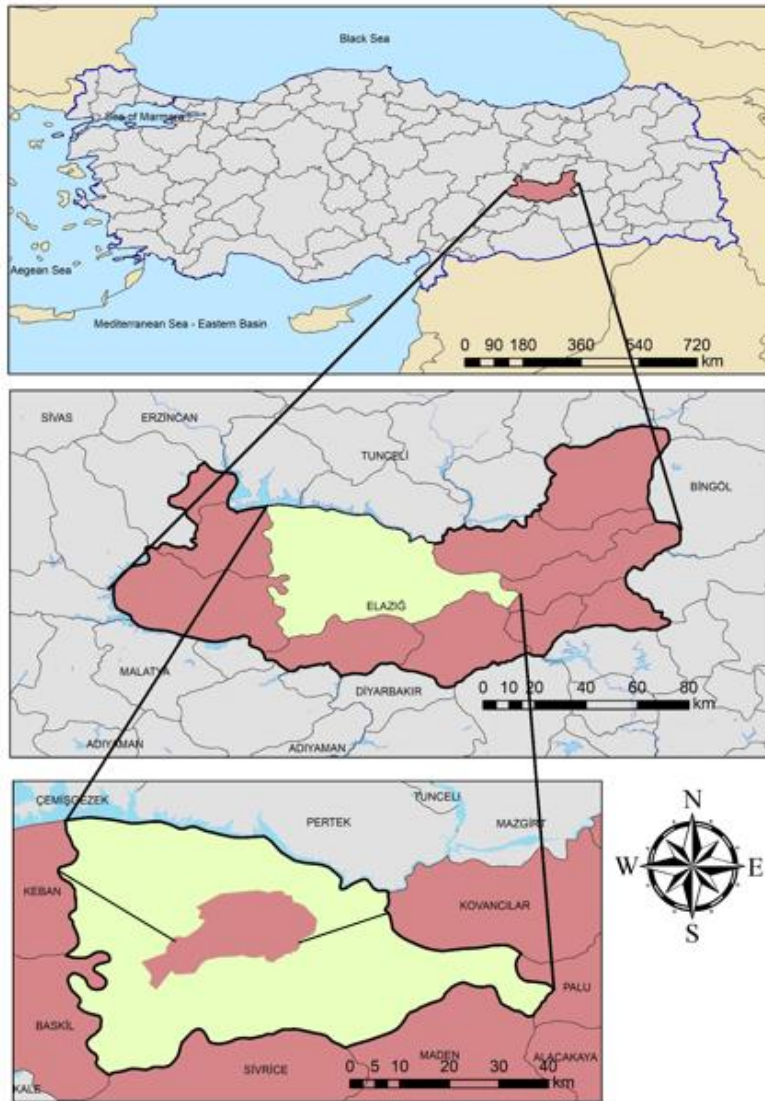 Black Sea
Sea of Marmara
Aegean Sea
Mediterranean Sea - Eastern Basin
0 90 180 360 540 720
km
SİVAS
ERZİNCAN
TUNCELİ
BİNGÖL
ELAZIĞ
MALATYA
DİYARBAKIR
ADIYAMAN
ADIYAMAN
0 10 20 40 60 80
km
ÇEMİŞGEZEK
TUNCELİ
PERTEK
MAZGİRT
KEBAN
KOVANCILAR
PALU
BASKİL
MADEN
ALACAKAYA
SİVRİCE
KALE
0 5 10 20 30 40
km
N
W E
S